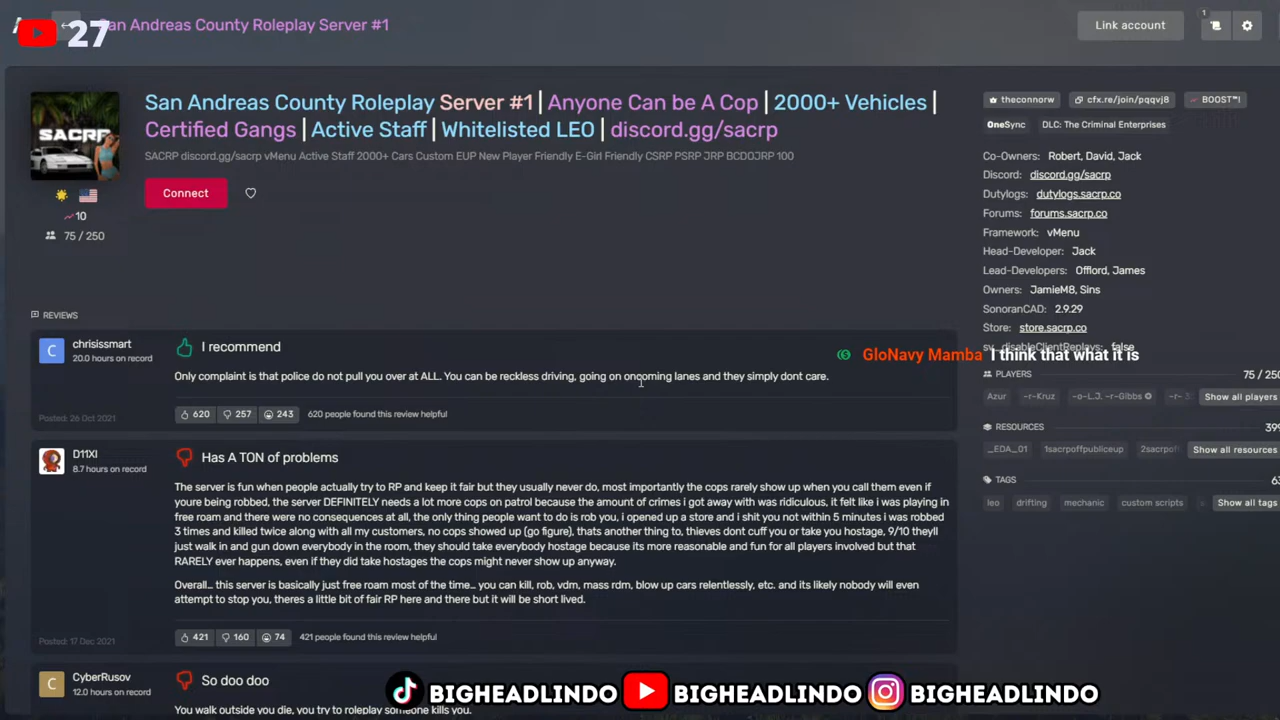 27
San Andreas County Roleplay Server #1
Link account
1
SACRP
San Andreas County Roleplay Server #1 | Anyone Can be A Cop | 2000+ Vehicles |
Certified Gangs | Active Staff | Whitelisted LEO | discord.gg/sacrp
SACRP discord.gg/sacrp vMenu Active Staff 2000+ Cars Custom EUP New Player Friendly E-Girl Friendly CSRP PSRP JRP BCDOJRP 100
Connect
10
75 / 250
theconnorw cfx.re/join/pqqvj8 BOOST™!
OneSync DLC: The Criminal Enterprises
Co-Owners: Robert, David, Jack
Discord: discord.gg/sacrp
Dutylogs: dutylogs.sacrp.co
Forums: forums.sacrp.co
Framework: vMenu
Head-Developer: Jack
Lead-Developers: Offlord, James
Owners: JamieM8, Sins
SonoranCAD: 2.9.29
Store: store.sacrp.co
sv_disableClientReplays: false
GloNavy Mamba I think that what it is
PLAYERS 75 / 250
Azur -r-Kruz -o-L.J. -r-Gibbs Show all players
RESOURCES 399
_EDA_01 1sacrpoffpubliceup 2sacrpof Show all resources
TAGS 63
leo drifting mechanic custom scripts Show all tags
REVIEWS
C
chrisissmart
20.0 hours on record
Posted: 26 Oct 2021
I recommend
Only complaint is that police do not pull you over at ALL. You can be reckless driving, going on oncoming lanes and they simply dont care.
620 257 243 620 people found this review helpful
D11XI
8.7 hours on record
Posted: 17 Dec 2021
Has A TON of problems
The server is fun when people actually try to RP and keep it fair but they usually never do, most importantly the cops rarely show up when you call them even if
youre being robbed, the server DEFINITELY needs a lot more cops on patrol because the amount of crimes i got away with was ridiculous, it felt like i was playing in
free roam and there were no consequences at all, the only thing people want to do is rob you, i opened up a store and i shit you not within 5 minutes i was robbed
3 times and killed twice along with all my customers, no cops showed up (go figure), thats another thing to, thieves dont cuff you or take you hostage, 9/10 theyll
just walk in and gun down everybody in the room, they should take everybody hostage because its more reasonable and fun for all players involved but that
RARELY ever happens, even if they did take hostages the cops might never show up anyway.
Overall... this server is basically just free roam most of the time... you can kill, rob, vdm, mass rdm, blow up cars relentlessly, etc. and its likely nobody will even
attempt to stop you, theres a little bit of fair RP here and there but it will be short lived.
421 160 74 421 people found this review helpful
C
CyberRusov
12.0 hours on record
So doo doo
You walk outside you die, you try to roleplay someone kills you.
BIGHEADLINDO BIGHEADLINDO BIGHEADLINDO